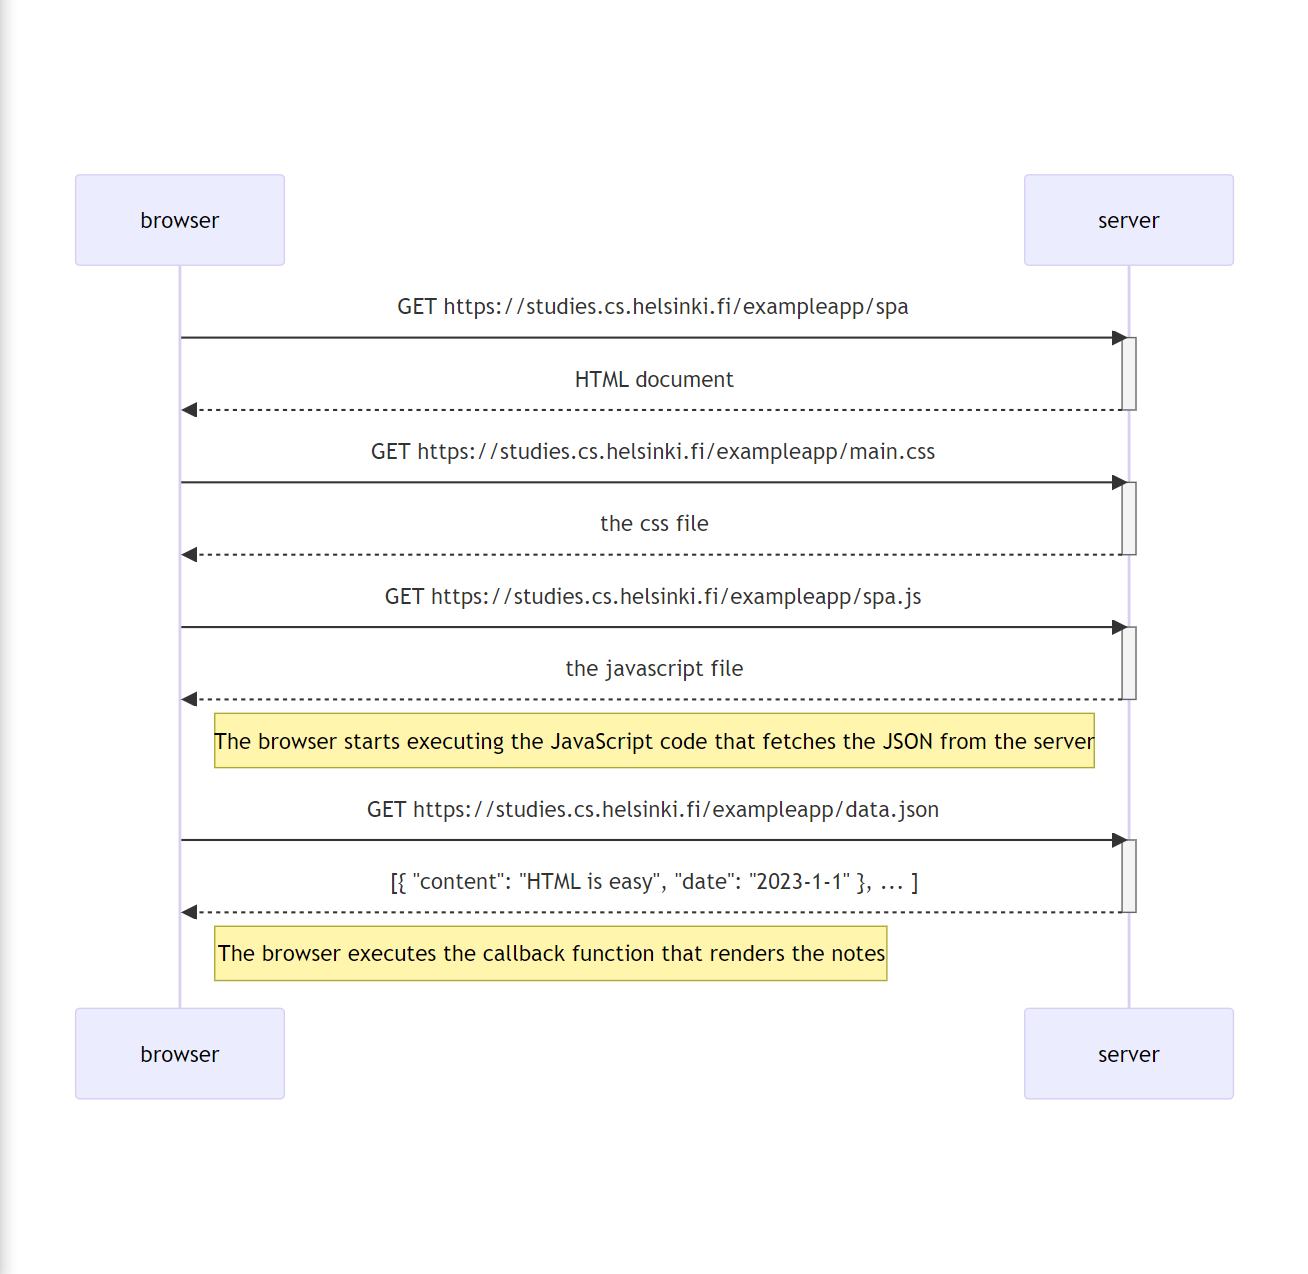 browser
server
GET https://studies.cs.helsinki.fi/exampleapp/spa
HTML document
GET https://studies.cs.helsinki.fi/exampleapp/main.css
the css file
GET https://studies.cs.helsinki.fi/exampleapp/spa.js
the javascript file
The browser starts executing the JavaScript code that fetches the JSON from the server
GET https://studies.cs.helsinki.fi/exampleapp/data.json
[{ "content": "HTML is easy", "date": "2023-1-1" }, ... ]
The browser executes the callback function that renders the notes
browser
server